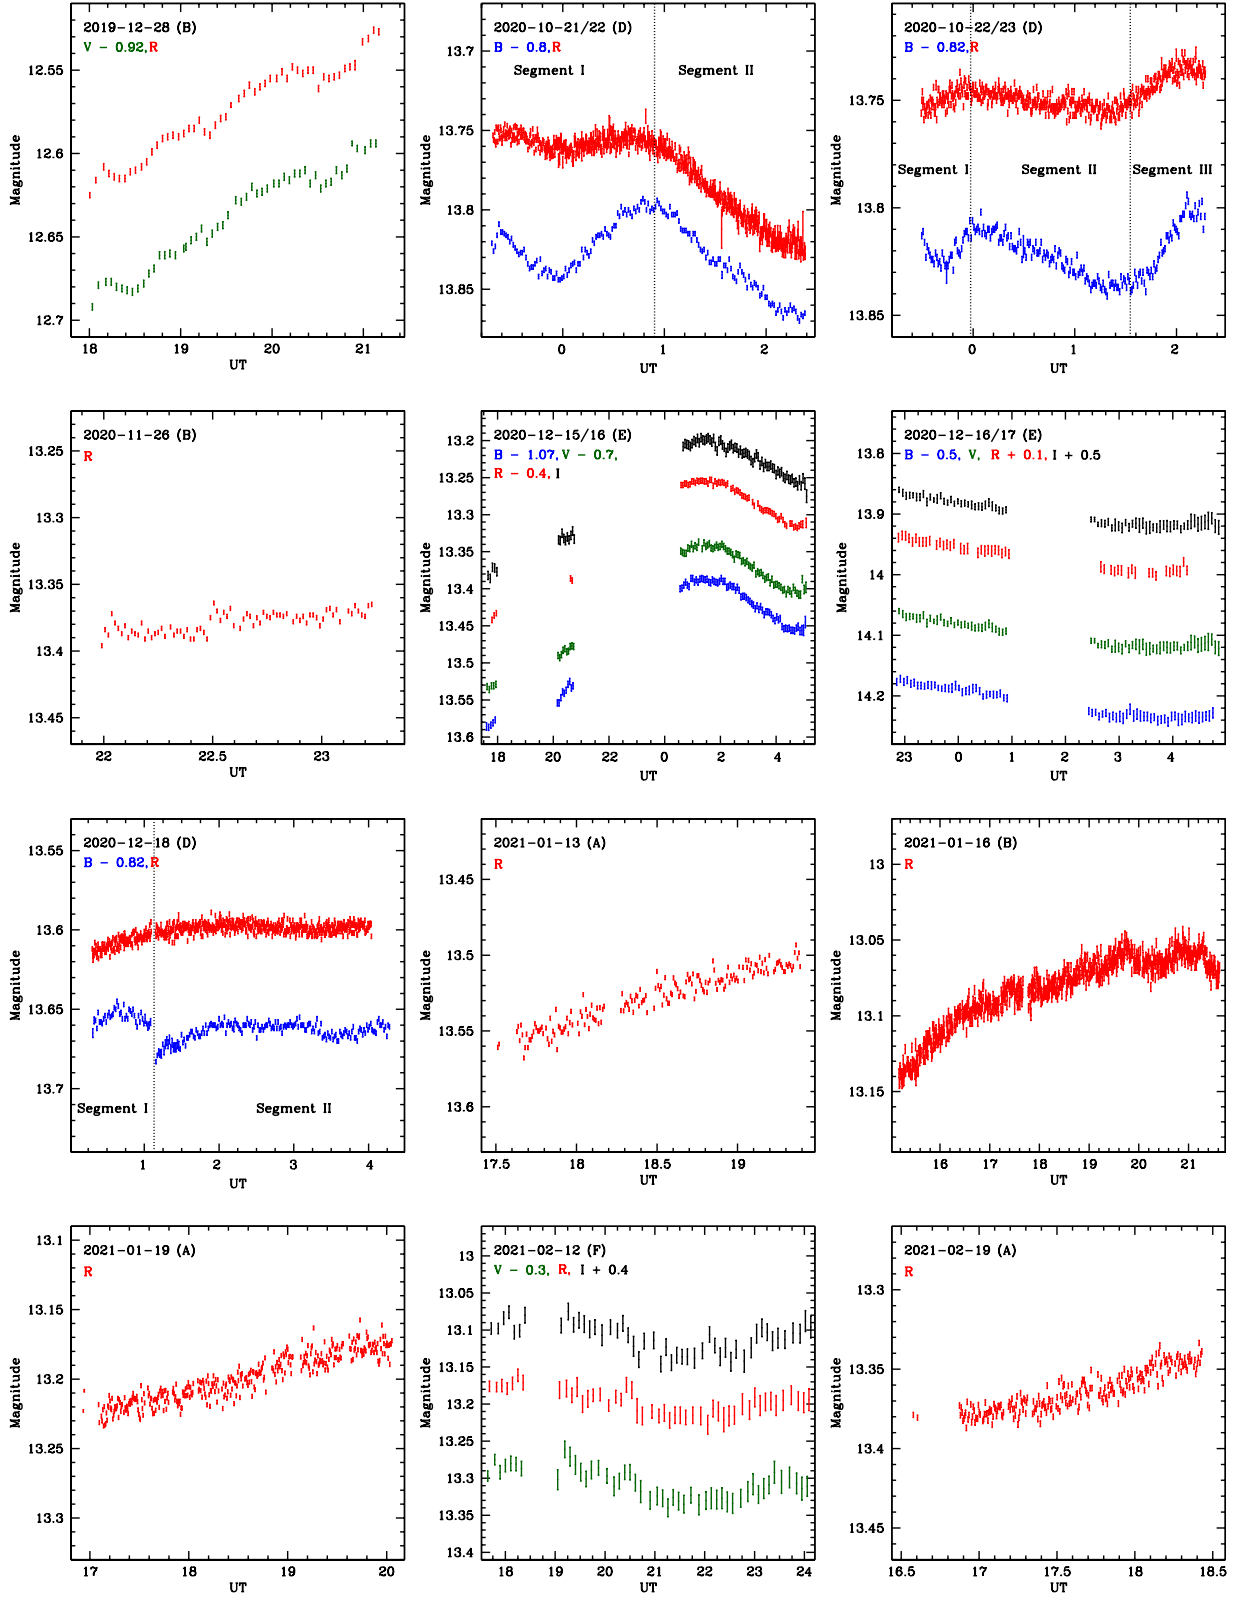 2019-12-28 (B)
V - 0.92, R
12.55
12.6
12.65
12.7
Magnitude
18 19 20 21
UT
2020-10-21/22 (D)
B - 0.8, R
Segment I Segment II
13.7
13.75
13.8
13.85
Magnitude
0 1 2
UT
2020-10-22/23 (D)
B - 0.82, R
13.75
13.8
13.85
Segment I Segment II Segment III
Magnitude
0 1 2
UT
2020-11-26 (B)
R
13.25
13.3
13.35
13.4
13.45
Magnitude
22 22.5 23
UT
2020-12-15/16 (E)
B - 1.07, V - 0.7,
R - 0.4, I
13.2
13.25
13.3
13.35
13.4
13.45
13.5
13.55
13.6
Magnitude
18 20 22 0 2 4
UT
2020-12-16/17 (E)
B - 0.5, V, R + 0.1, I + 0.5
13.8
13.9
14
14.1
14.2
Magnitude
23 0 1 2 3 4
UT
2020-12-18 (D)
B - 0.82, R
13.55
13.6
13.65
13.7
Segment I Segment II
Magnitude
1 2 3 4
UT
2021-01-13 (A)
R
13.45
13.5
13.55
13.6
Magnitude
17.5 18 18.5 19
UT
2021-01-16 (B)
R
13
13.05
13.1
13.15
Magnitude
16 17 18 19 20 21
UT
2021-01-19 (A)
R
13.1
13.15
13.2
13.25
13.3
Magnitude
17 18 19 20
UT
2021-02-12 (F)
V - 0.3, R, I + 0.4
13
13.05
13.1
13.15
13.2
13.25
13.3
13.35
13.4
Magnitude
18 19 20 21 22 23 24
UT
2021-02-19 (A)
R
13.3
13.35
13.4
13.45
Magnitude
16.5 17 17.5 18 18.5
UT